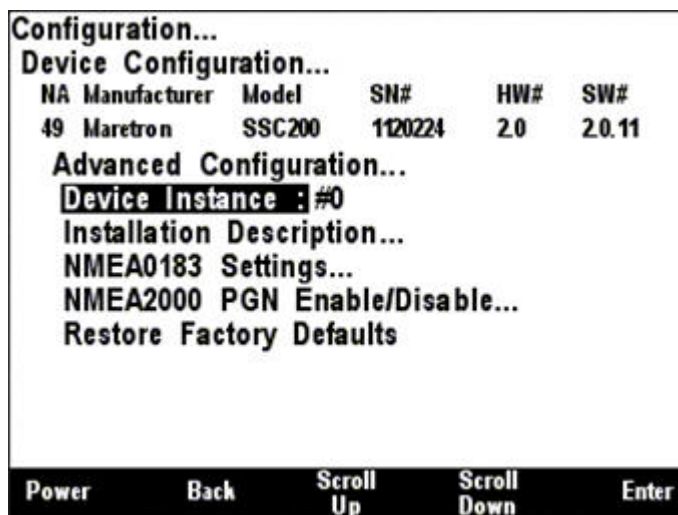 Configuration...
Device Configuration...
NA Manufacturer Model SN# HW# SW#
49 Maretron SSC200 1120224 2.0 2.0.11
Advanced Configuration...
Device Instance : #0
Installation Description...
NMEA0183 Settings...
NMEA2000 PGN Enable/Disable...
Restore Factory Defaults
Power Back Scroll Up Scroll Down Enter